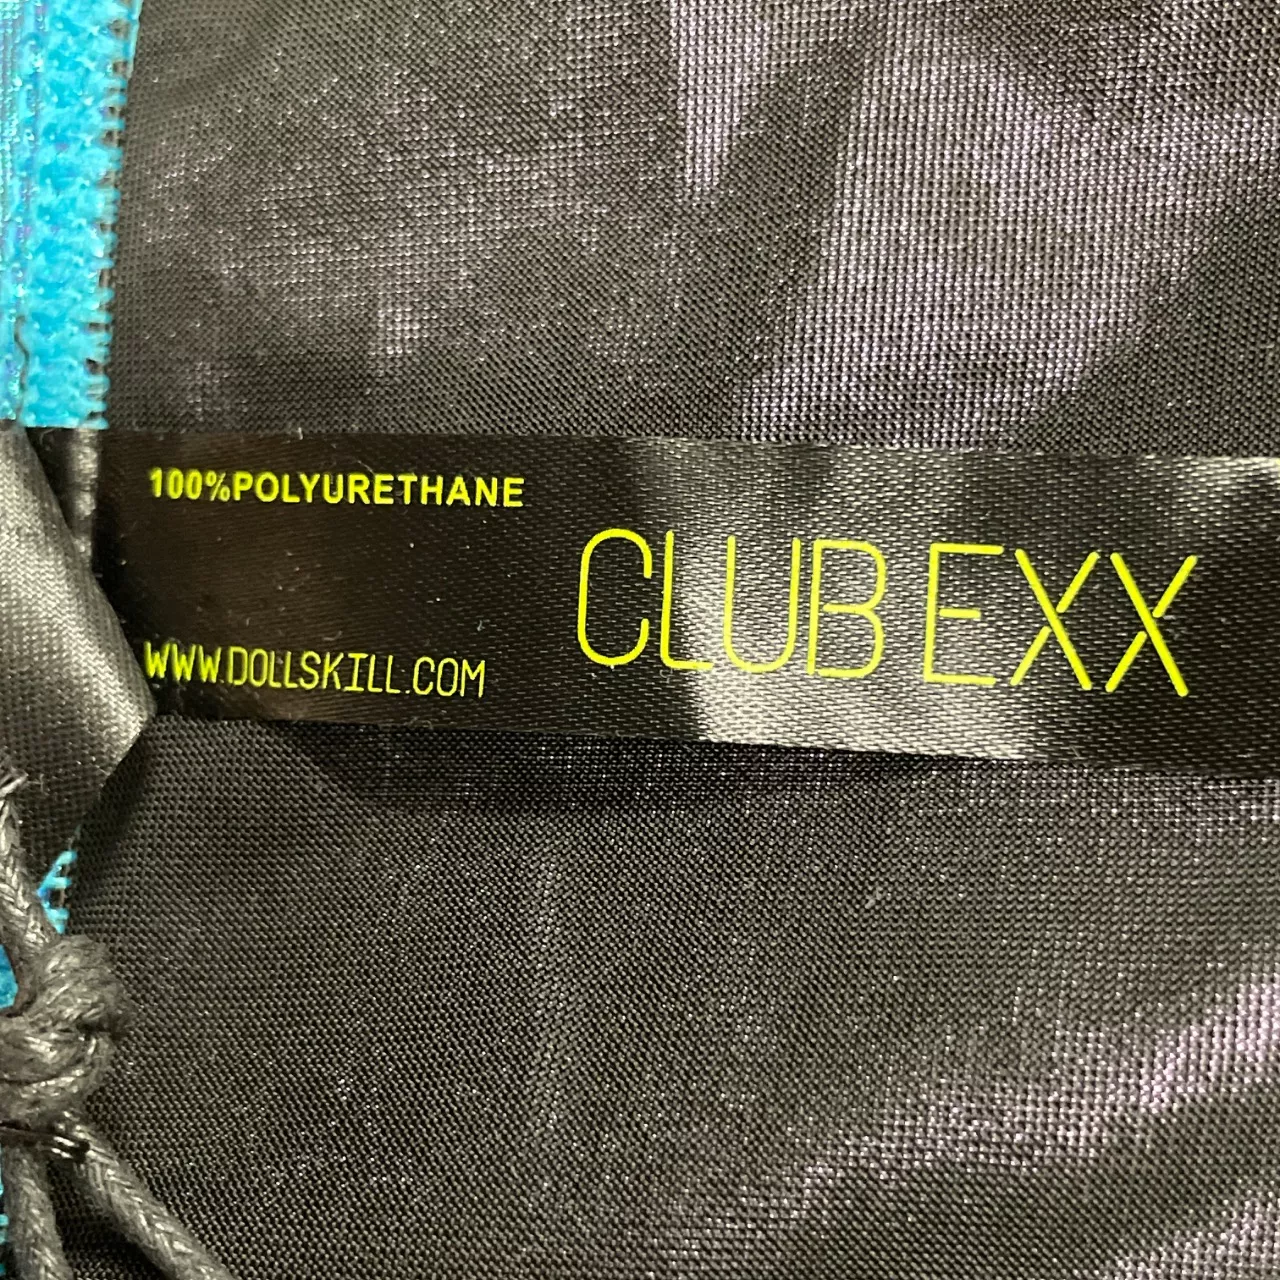 100%POLYURETHANE
CLUB EXX
WWW.DOLLSKILL.COM